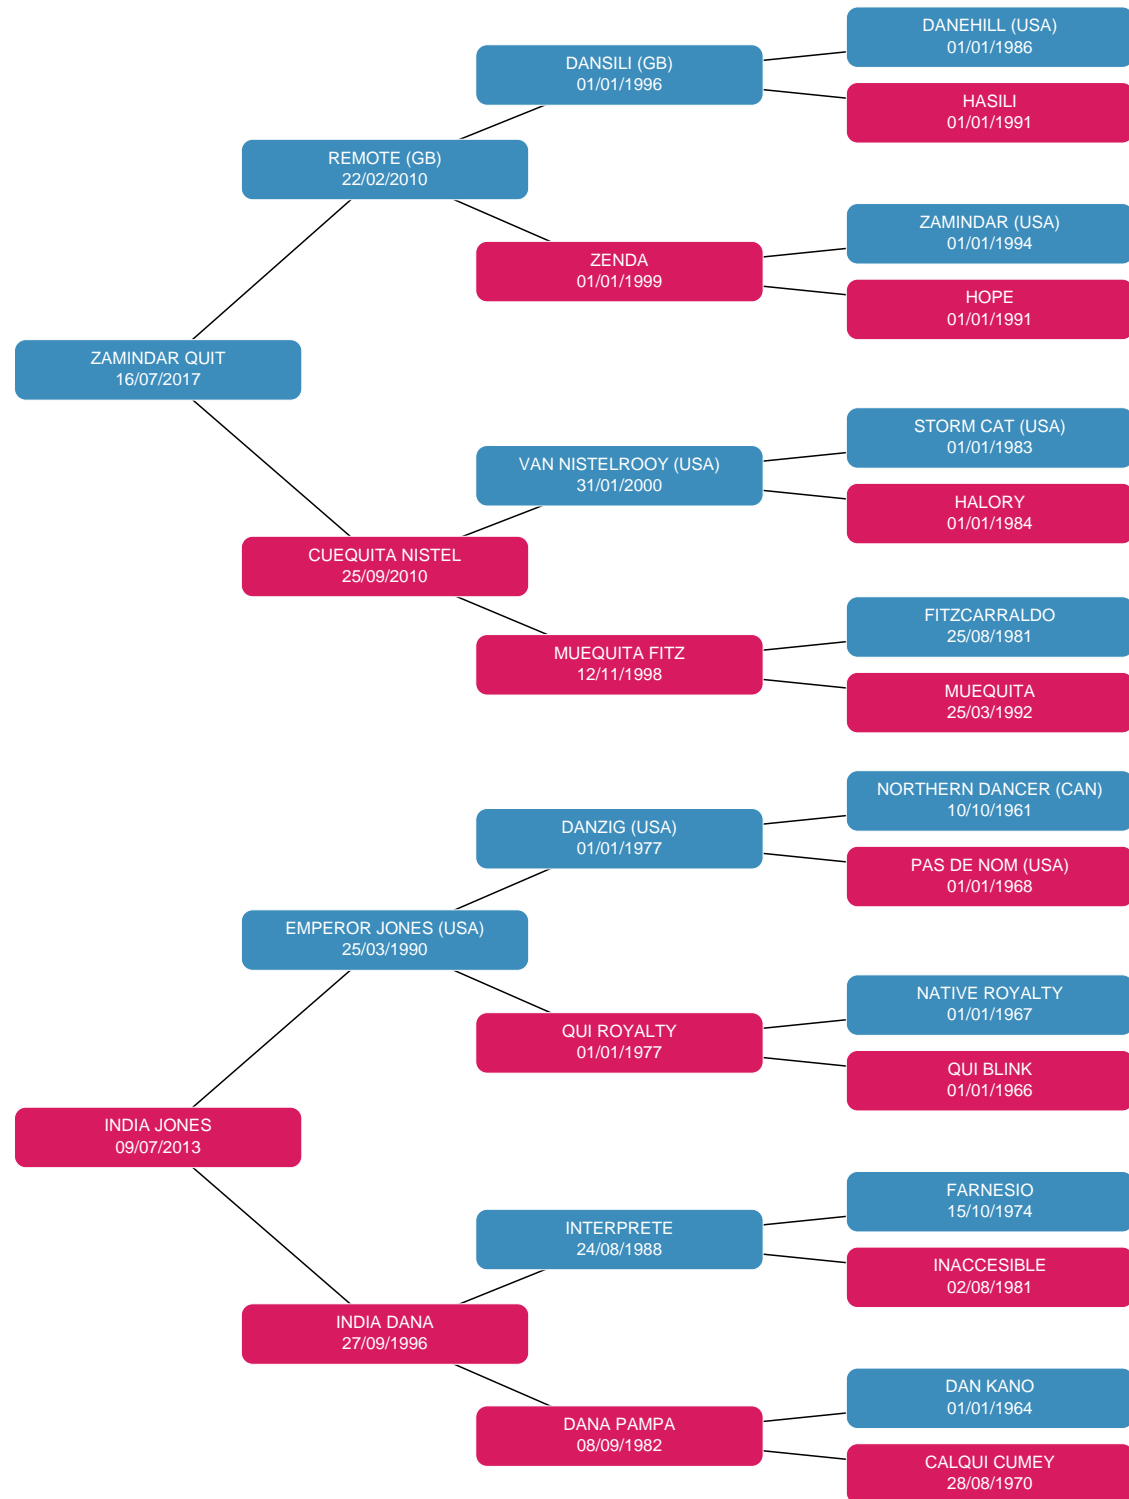 DANEHILL (USA)
01/01/1986
DANSILI (GB)
01/01/1996
HASILI
01/01/1991
REMOTE (GB)
22/02/2010
ZAMINDAR (USA)
01/01/1994
ZENDA
01/01/1999
HOPE
01/01/1991
ZAMINDAR QUIT
16/07/2017
STORM CAT (USA)
01/01/1983
VAN NISTELROOY (USA)
31/01/2000
HALORY
01/01/1984
CUEQUITA NISTEL
25/09/2010
FITZCARRALDO
25/08/1981
MUEQUITA FITZ
12/11/1998
MUEQUITA
25/03/1992
NORTHERN DANCER (CAN)
10/10/1961
DANZIG (USA)
01/01/1977
PAS DE NOM (USA)
01/01/1968
EMPEROR JONES (USA)
25/03/1990
NATIVE ROYALTY
01/01/1967
QUI ROYALTY
01/01/1977
QUI BLINK
01/01/1966
INDIA JONES
09/07/2013
FARNESIO
15/10/1974
INTERPRETE
24/08/1988
INACCESIBLE
02/08/1981
INDIA DANA
27/09/1996
DAN KANO
01/01/1964
DANA PAMPA
08/09/1982
CALQUI CUMEY
28/08/1970